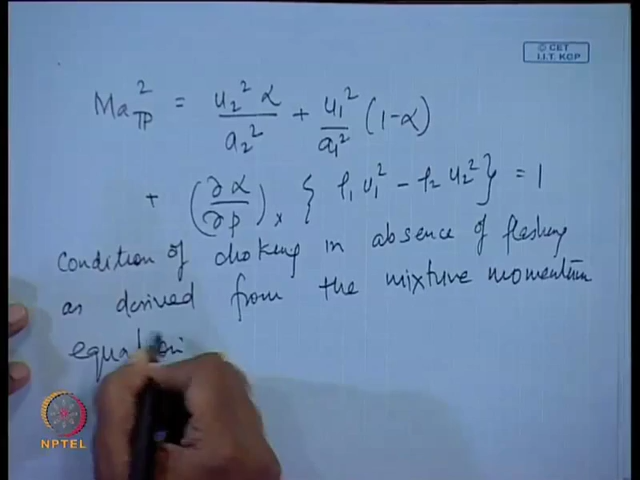 © CET
I.I.T. KGP
Ma_TP^2 = u_2^2 α / a_2^2 + u_1^2 / a_1^2 (1-α)
+ (∂α/∂p)_x { ρ_1 u_1^2 - ρ_2 u_2^2 } = 1
Condition of choking in absence of flashing
as derived from the mixture momentum
equation
NPTEL